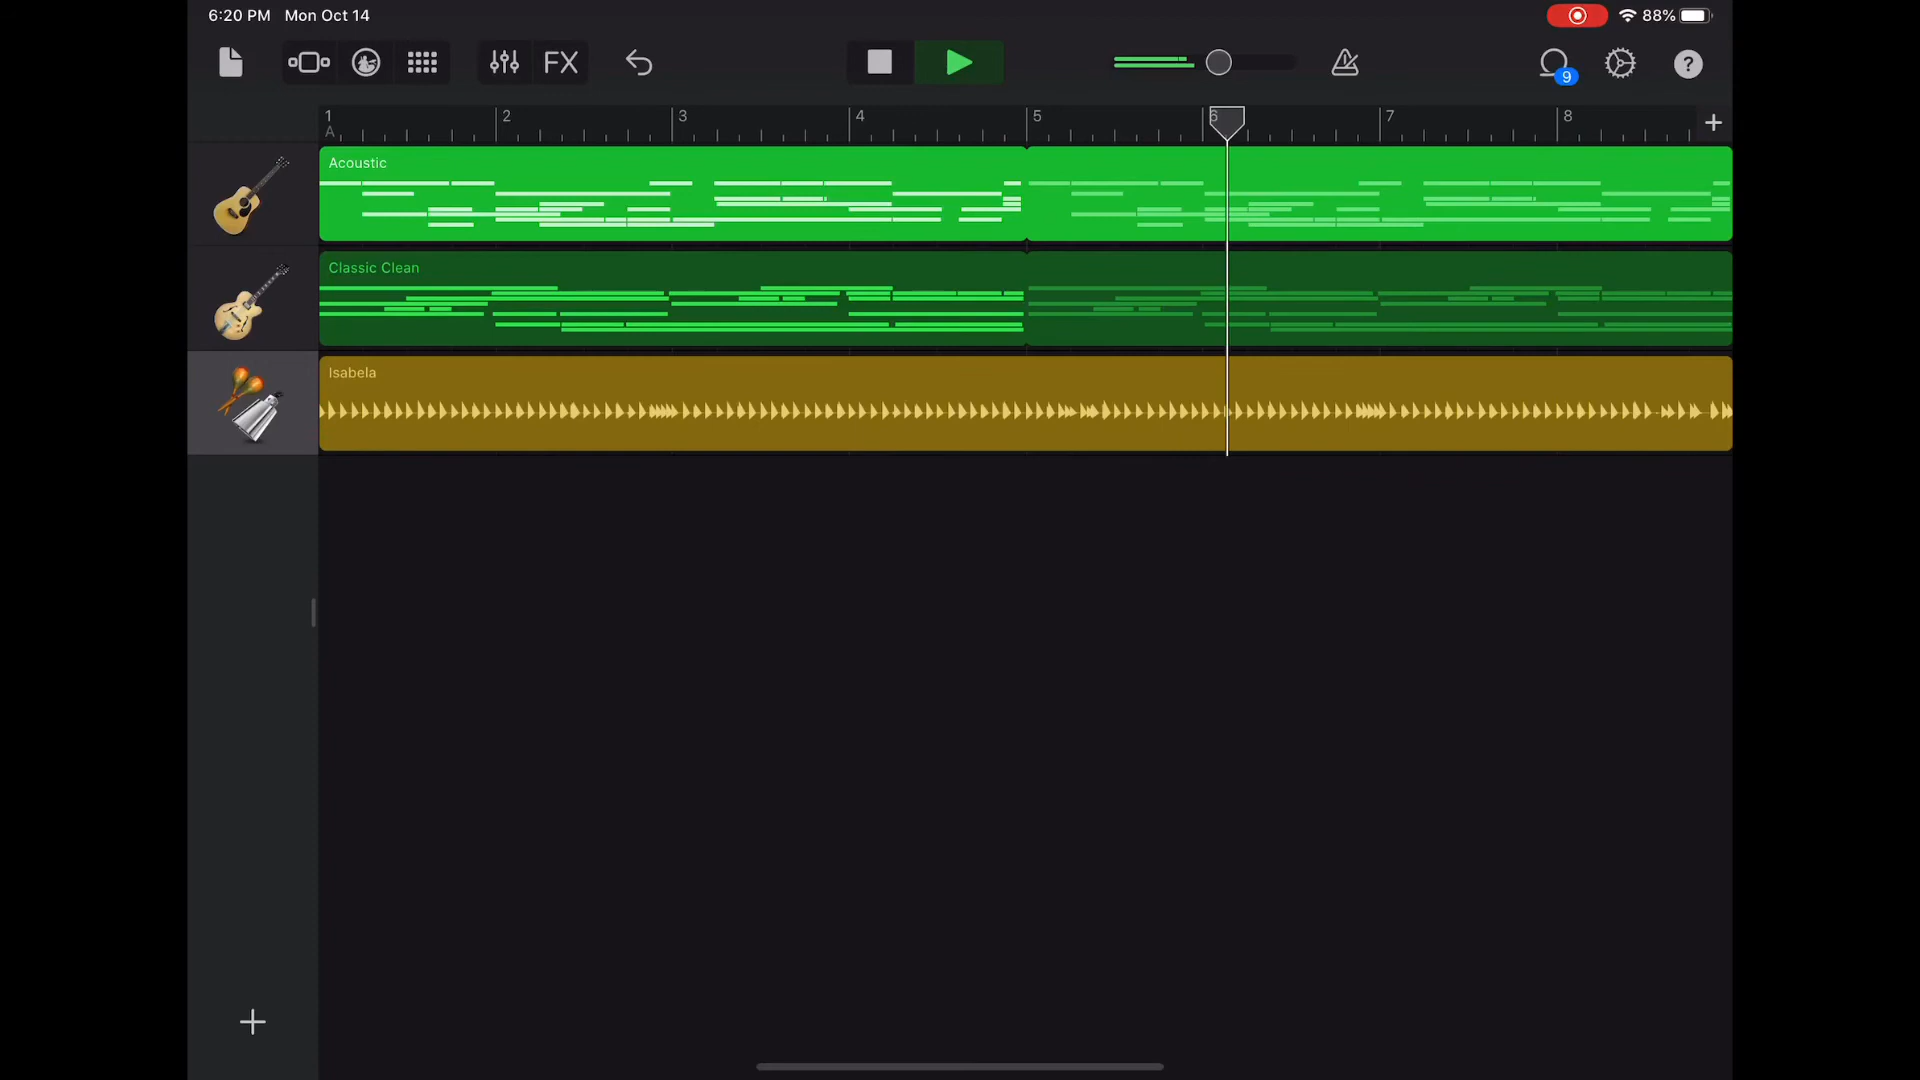 6:20 PM Mon Oct 14
88%
FX
9
?
1 2 3 4 5 6 7 8
A
Acoustic
Classic Clean
Isabela